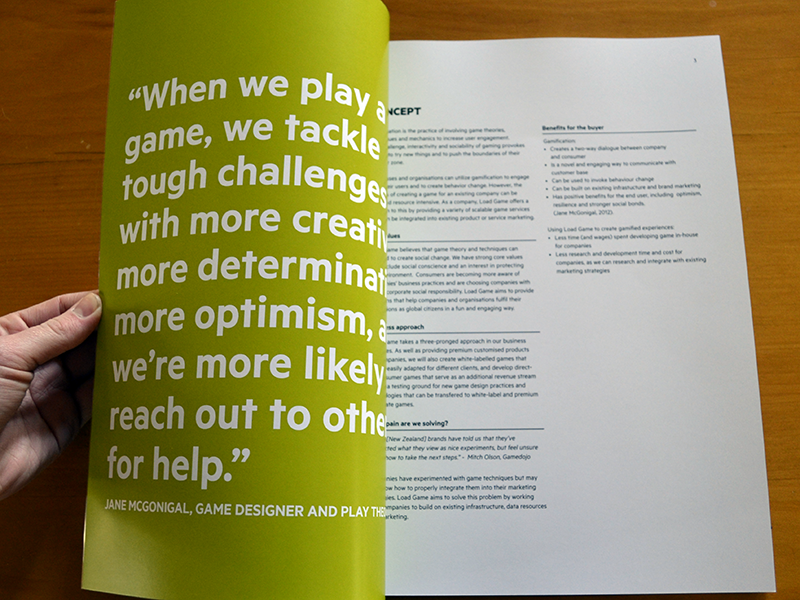 “When we play a
game, we tackle
tough challenges
with more creativ
more determinat
more optimism, a
we’re more likely
reach out to othe
for help.”
JANE MCGONIGAL, GAME DESIGNER AND PLAY THE
NCEPT
ation is the practice of involving game theories,
ues and mechanics to increase user engagement.
allenge, interactivity and sociability of gaming provokes
to try new things and to push the boundaries of their
zone.
sses and organisations can utilise gamification to engage
r users and to create behaviour change. However, the
of creating a game for an existing company can be
d resource intensive. As a company, Load Game offers a
n to this by providing a variety of scalable game services
n be integrated into existing product or service marketing.
alues
ame believes that game theory and techniques can
d to create social change. We have strong core values
clude social conscience and an interest in protecting
ironment. Consumers are becoming more aware of
ses' business practices and are choosing companies with
orporate social responsibility. Load Game aims to provide
ns that help companies and organisations fulfil their
ions as global citizens in a fun and engaging way.
ess approach
ame takes a three-pronged approach in our business
es. As well as providing premium customised products
mpanies, we will also create white-labelled games that
easily adapted for different clients, and develop direct-
sumer games that serve as an additional revenue stream
a testing ground for new game design practices and
ologies that can be transfered to white-label and premium
ate games.
pain are we solving?
[New Zealand] brands have told us that they've
cted what they view as nice experiments, but feel unsure
how to take the next steps." - Mitch Olson, Gamedojo
nies have experimented with game techniques but may
ow how to properly integrate them into their marketing
ies. Load Game aims to solve this problem by working
ompanies to build on existing infrastructure, data resources
arketing.
Benefits for the buyer
Gamification:
• Creates a two-way dialogue between company
and consumer
• Is a novel and engaging way to communicate with
customer base
• Can be used to invoke behaviour change
• Can be built on existing infrastructure and brand marketing
• Has positive benefits for the end user, including optimism,
resilience and stronger social bonds.
(Jane McGonigal, 2012).
Using Load Game to create gamified experiences:
• Less time (and wages) spent developing game in-house
for companies
• Less research and development time and cost for
companies, as we can research and integrate with existing
marketing strategies